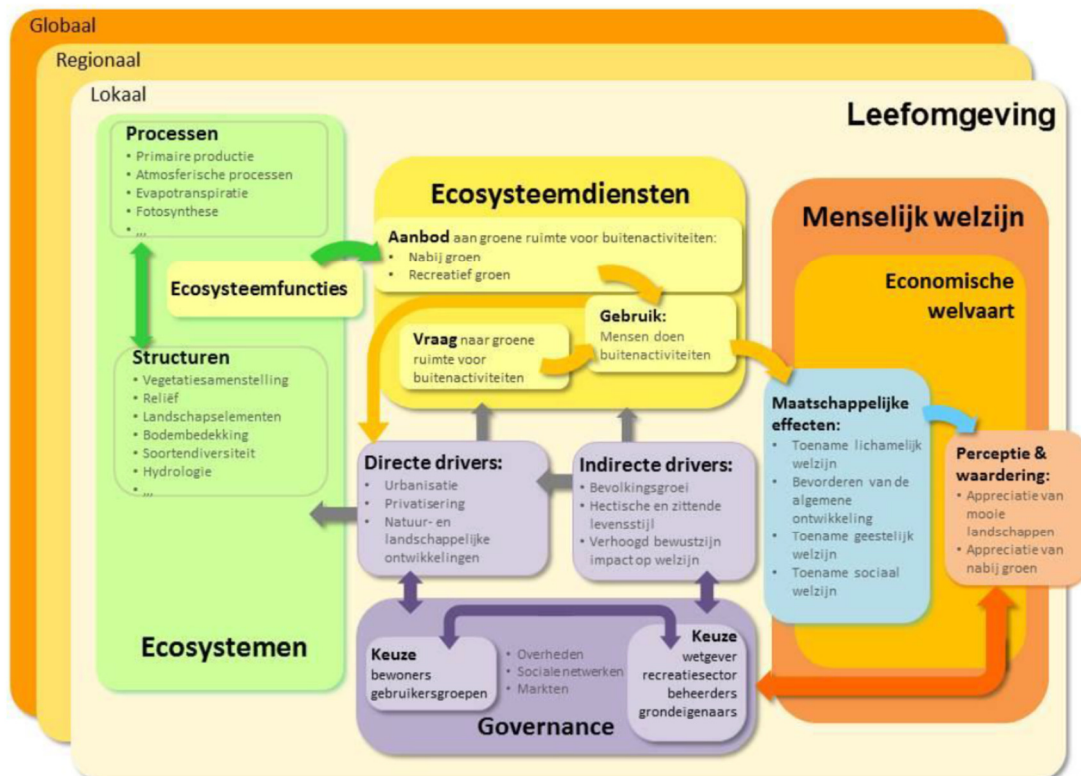 Globaal
Regionaal
Lokaal
Leefomgeving
Processen
• Primaire productie
• Atmosferische processen
• Evapotranspiratie
• Fotosynthese
• ...
Ecosysteemfuncties
Structuren
• Vegetatiesamenstelling
• Reliëf
• Landschapselementen
• Bodembedekking
• Soortendiversiteit
• Hydrologie
• ...
Ecosystemen
Ecosysteemdiensten
Aanbod aan groene ruimte voor buitenactiviteiten:
• Nabij groen
• Recreatief groen
Gebruik:
Mensen doen
buitenactiviteiten
Vraag naar groene
ruimte voor
buitenactiviteiten
Directe drivers:
• Urbanisatie
• Privatisering
• Natuur- en
landschappelijke
ontwikkelingen
Indirecte drivers:
• Bevolkingsgroei
• Hectische en zittende
levensstijl
• Verhoogd bewustzijn
impact op welzijn
Keuze
bewoners
gebruikersgroepen
• Overheden
• Sociale netwerken
• Markten
Keuze
wetgever
recreatiesector
beheerders
grondeigenaars
Governance
Menselijk welzijn
Economische
welvaart
Maatschappelijke
effecten:
• Toename lichamelijk
welzijn
• Bevorderen van de
algemene
ontwikkeling
• Toename geestelijk
welzijn
• Toename sociaal
welzijn
Perceptie &
waardering:
• Appreciatie van
mooie
landschappen
• Appreciatie van
nabij groen